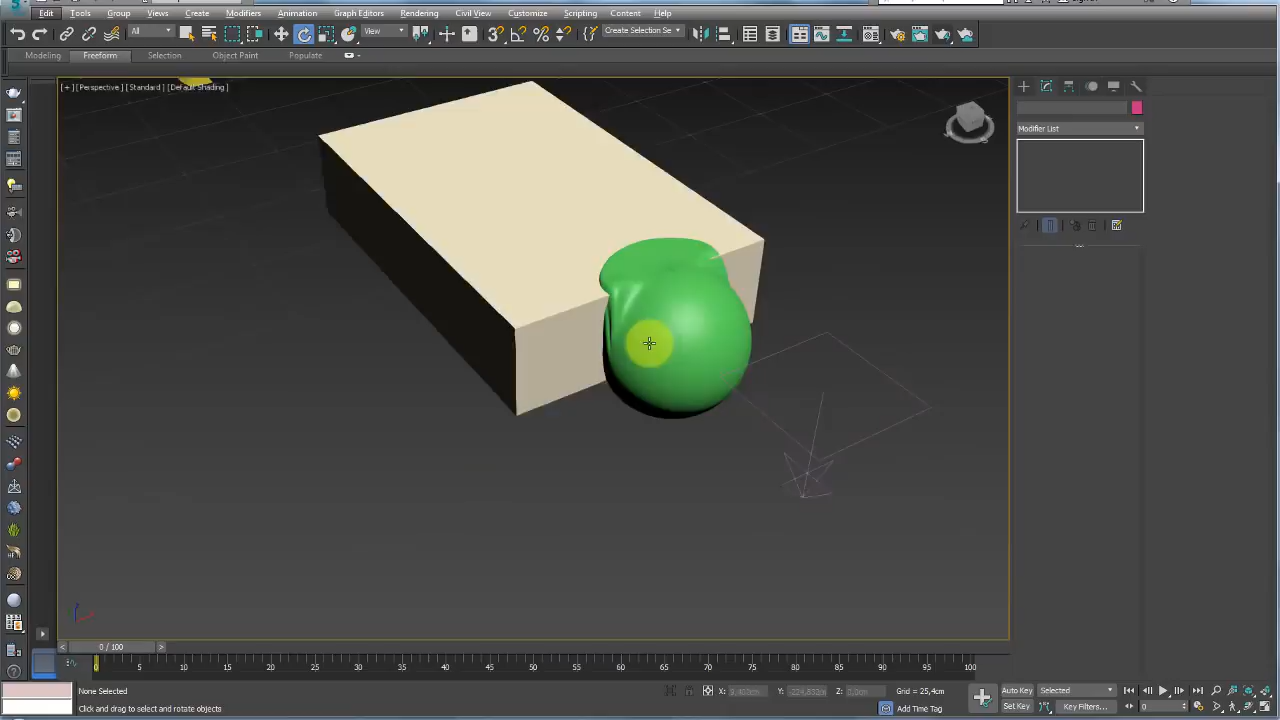 Edit Tools Group Views Create Modifiers Animation Graph Editors Rendering Civil View Customize Scripting Content Help
All View Create Selection Se
Modeling Freeform Selection Object Paint Populate
[+] [Perspective] [Standard] [Default Shading]
Modifier List
0 / 100
0 5 10 15 20 25 30 35 40 45 50 55 60 65 70 75 80 85 90 95 100
None Selected X: Y: Z: Grid = 25,4cm Auto Key Selected
Click and drag to select and rotate objects Add Time Tag Set Key Key Filters... 0